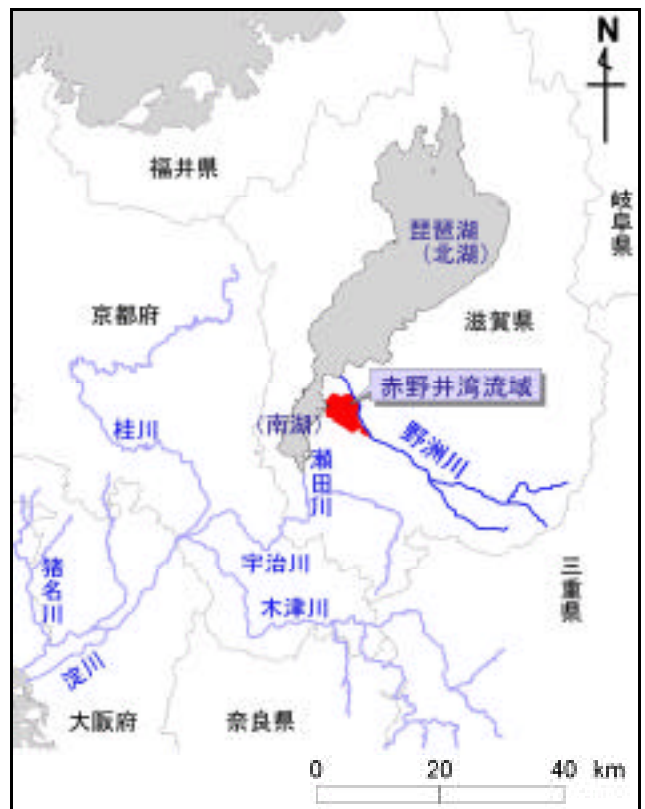 N
福井県
岐阜県
琵琶湖
(北湖)
京都府
滋賀県
赤野井湾流域
桂川
(南湖)
野洲川
瀬田川
宇治川
猪名川
三重県
木津川
淀川
大阪府
奈良県
0 20 40 km